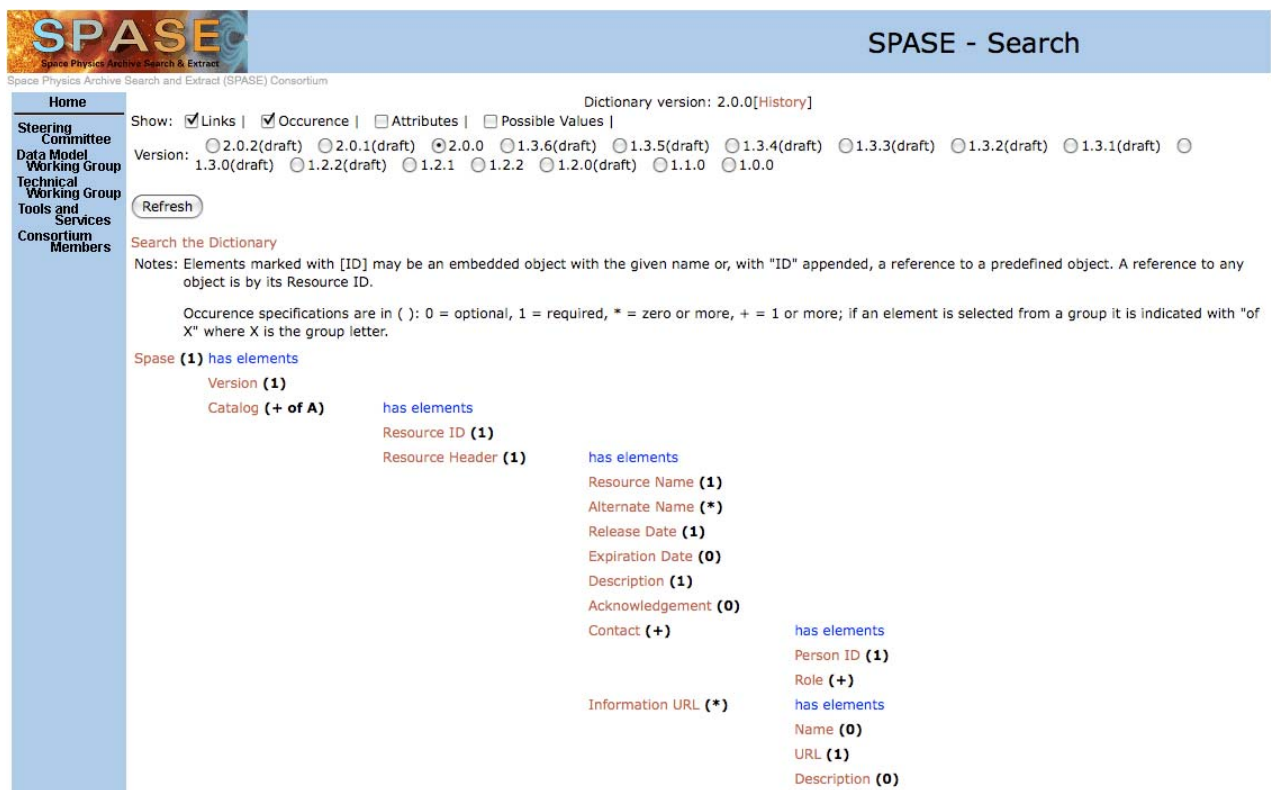 SPASE
Space Physics Archive Search & Extract
SPASE - Search
Space Physics Archive Search and Extract (SPASE) Consortium
Home
Steering
Committee
Data Model
Working Group
Technical
Working Group
Tools and
Services
Consortium
Members
Dictionary version: 2.0.0[History]
Show: Links | Occurence | Attributes | Possible Values |
Version: 2.0.2(draft) 2.0.1(draft) 2.0.0 1.3.6(draft) 1.3.5(draft) 1.3.4(draft) 1.3.3(draft) 1.3.2(draft) 1.3.1(draft)
1.3.0(draft) 1.2.2(draft) 1.2.1 1.2.2 1.2.0(draft) 1.1.0 1.0.0
Refresh
Search the Dictionary
Notes: Elements marked with [ID] may be an embedded object with the given name or, with "ID" appended, a reference to a predefined object. A reference to any
object is by its Resource ID.
Occurence specifications are in ( ): 0 = optional, 1 = required, * = zero or more, + = 1 or more; if an element is selected from a group it is indicated with "of
X" where X is the group letter.
Spase (1) has elements
Version (1)
Catalog (+ of A) has elements
Resource ID (1)
Resource Header (1) has elements
Resource Name (1)
Alternate Name (*)
Release Date (1)
Expiration Date (0)
Description (1)
Acknowledgement (0)
Contact (+) has elements
Person ID (1)
Role (+)
Information URL (*) has elements
Name (0)
URL (1)
Description (0)